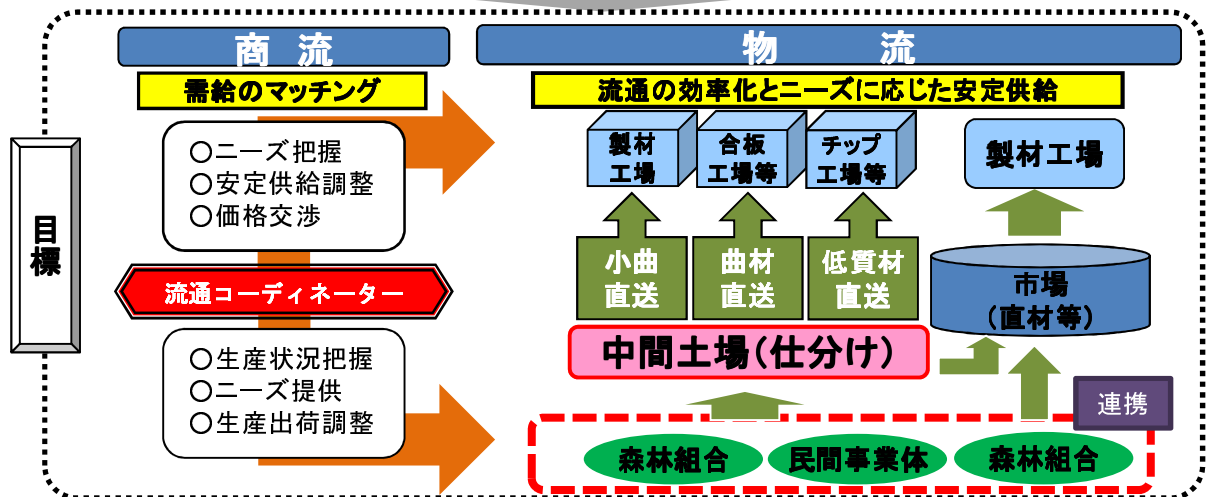 目標
商流
需給のマッチング
○ニーズ把握
○安定供給調整
○価格交渉
流通コーディネーター
○生産状況把握
○ニーズ提供
○生産出荷調整
物流
流通の効率化とニーズに応じた安定供給
製材
工場
合板
工場等
チップ
工場等
製材工場
小曲
直送
曲材
直送
低質材
直送
市場
(直材等)
中間土場(仕分け)
連携
森林組合
民間事業体
森林組合